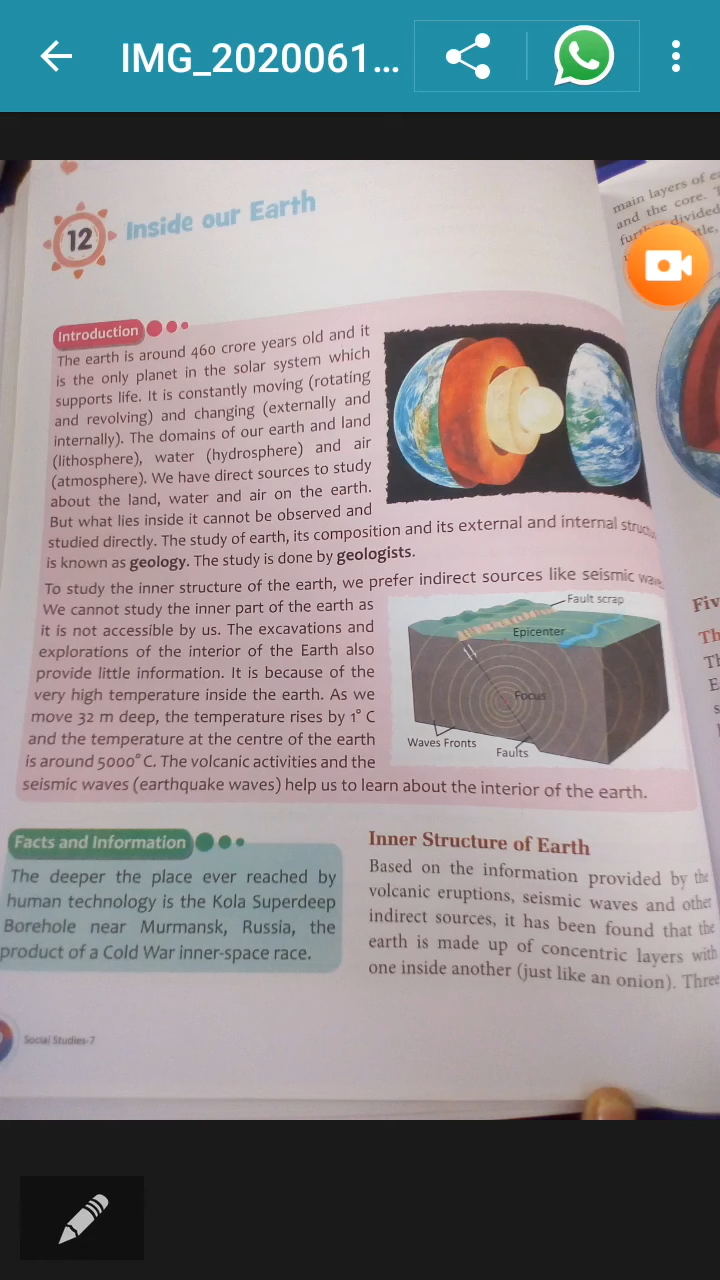 IMG_2020061...
12
Inside our Earth
Introduction
The earth is around 460 crore years old and it
is the only planet in the solar system which
supports life. It is constantly moving (rotating
and revolving) and changing (externally and
internally). The domains of our earth and land
(lithosphere), water (hydrosphere) and air
(atmosphere). We have direct sources to study
about the land, water and air on the earth.
But what lies inside it cannot be observed and
studied directly. The study of earth, its composition and its external and internal
is known as geology. The study is done by geologists.
To study the inner structure of the earth, we prefer indirect sources like seismic
We cannot study the inner part of the earth as
it is not accessible by us. The excavations and
explorations of the interior of the Earth also
provide little information. It is because of the
very high temperature inside the earth. As we
move 32 m deep, the temperature rises by 1° C
and the temperature at the centre of the earth
is around 5000° C. The volcanic activities and the
seismic waves (earthquake waves) help us to learn about the interior of the earth.
Fault scrap
Epicenter
Focus
Waves Fronts
Faults
Facts and Information
The deeper the place ever reached by
human technology is the Kola Superdeep
Borehole near Murmansk, Russia, the
product of a Cold War inner-space race.
Inner Structure of Earth
Based on the information provided by the
volcanic eruptions, seismic waves and other
indirect sources, it has been found that the
earth is made up of concentric layers with
one inside another (just like an onion). Three
Social Studies-7
main layers of
and the core.
divided